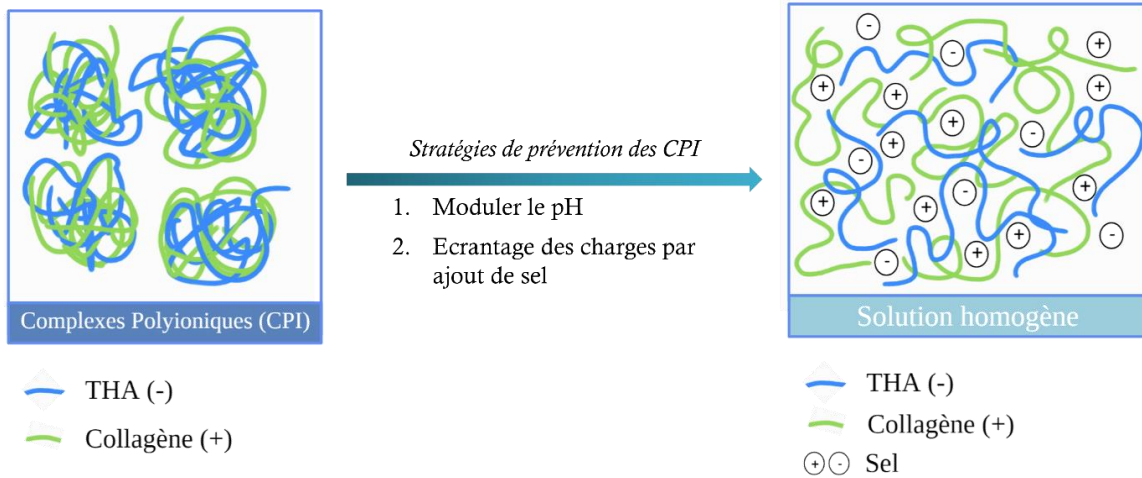 Stratégies de prévention des CPI
1. Moduler le pH
2. Ecrantage des charges par
ajout de sel
Complexes Polyioniques (CPI)
THA (-)
Collagène (+)
Solution homogène
THA (-)
Collagène (+)
+ - Sel